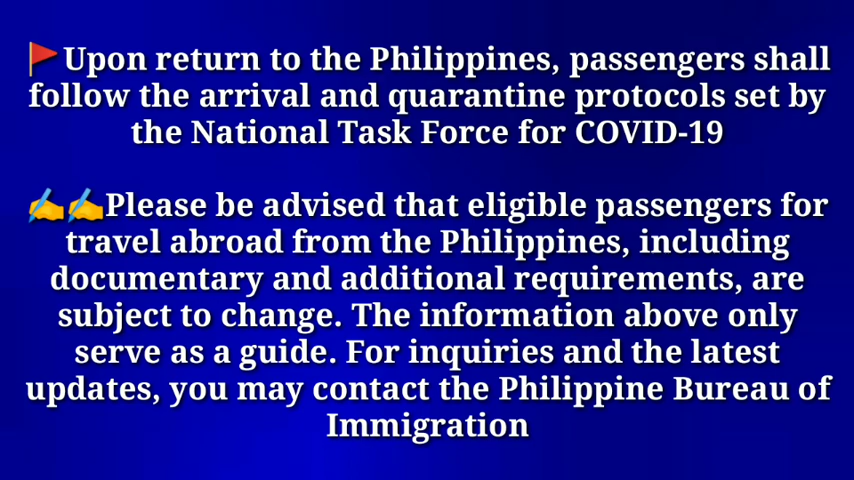 🚩Upon return to the Philippines, passengers shall
follow the arrival and quarantine protocols set by
the National Task Force for COVID-19
✍✍Please be advised that eligible passengers for
travel abroad from the Philippines, including
documentary and additional requirements, are
subject to change. The information above only
serve as a guide. For inquiries and the latest
updates, you may contact the Philippine Bureau of
Immigration